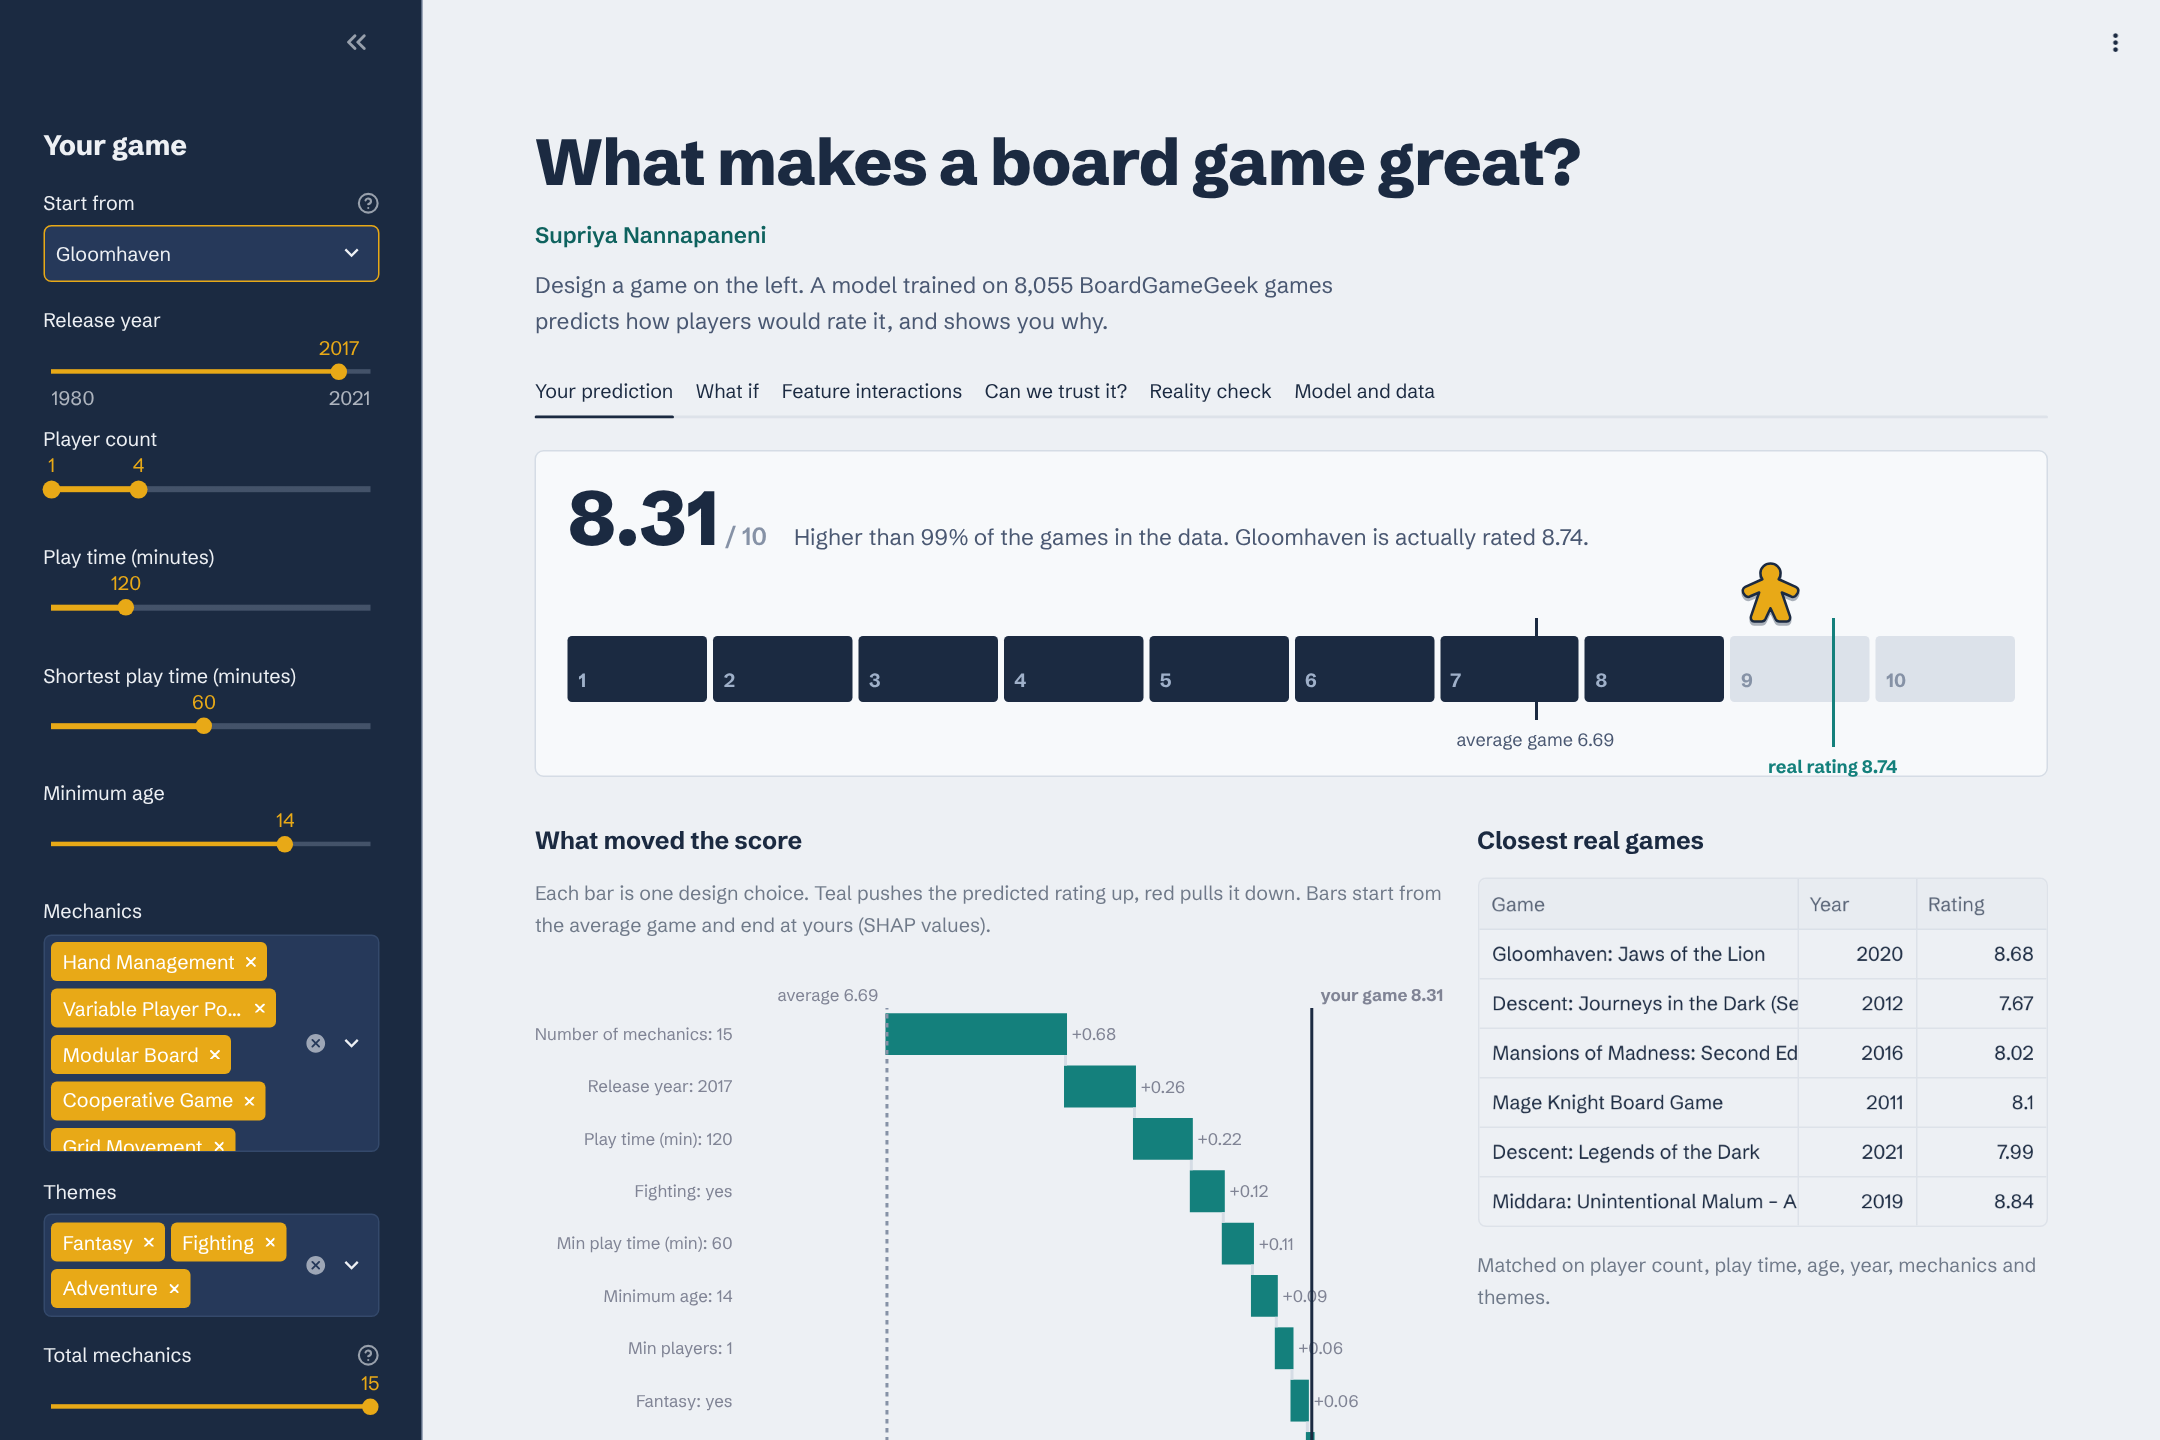 Your game
Start from
Gloomhaven
Release year
2017
1980 2021
Player count
1 4
Play time (minutes)
120
Shortest play time (minutes)
60
Minimum age
14
Mechanics
Hand Management
Variable Player Po...
Modular Board
Cooperative Game
Grid Movement
Themes
Fantasy Fighting
Adventure
Total mechanics
15
What makes a board game great?
Supriya Nannapaneni
Design a game on the left. A model trained on 8,055 BoardGameGeek games
predicts how players would rate it, and shows you why.
Your prediction What if Feature interactions Can we trust it? Reality check Model and data
8.31 / 10 Higher than 99% of the games in the data. Gloomhaven is actually rated 8.74.
1 2 3 4 5 6 7 8 9 10
average game 6.69
real rating 8.74
What moved the score
Each bar is one design choice. Teal pushes the predicted rating up, red pulls it down. Bars start from
the average game and end at yours (SHAP values).
average 6.69 your game 8.31
Number of mechanics: 15 +0.68
Release year: 2017 +0.26
Play time (min): 120 +0.22
Fighting: yes +0.12
Min play time (min): 60 +0.11
Minimum age: 14 +0.09
Min players: 1 +0.06
Fantasy: yes +0.06
Closest real games
Game Year Rating
Gloomhaven: Jaws of the Lion 2020 8.68
Descent: Journeys in the Dark (Se 2012 7.67
Mansions of Madness: Second Ed 2016 8.02
Mage Knight Board Game 2011 8.1
Descent: Legends of the Dark 2021 7.99
Middara: Unintentional Malum – A 2019 8.84
Matched on player count, play time, age, year, mechanics and
themes.